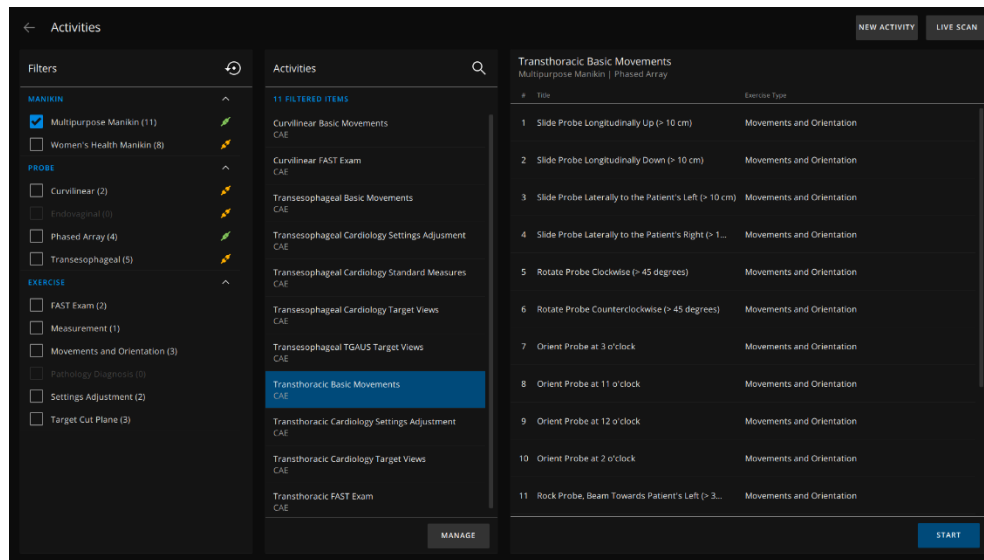 Activities
NEW ACTIVITY
LIVE SCAN
Filters
MANIKIN
Multipurpose Manikin (11)
Women's Health Manikin (8)
PROBE
Curvilinear (2)
Endovaginal (0)
Phased Array (4)
Transesophageal (5)
EXERCISE
FAST Exam (2)
Measurement (1)
Movements and Orientation (3)
Pathology Diagnosis (0)
Settings Adjustment (2)
Target Cut Plane (3)
Activities
11 FILTERED ITEMS
Curvilinear Basic Movements
CAE
Curvilinear FAST Exam
CAE
Transesophageal Basic Movements
CAE
Transesophageal Cardiology Settings Adjusment
CAE
Transesophageal Cardiology Standard Measures
CAE
Transesophageal Cardiology Target Views
CAE
Transesophageal TGAUS Target Views
CAE
Transthoracic Basic Movements
CAE
Transthoracic Cardiology Settings Adjustment
CAE
Transthoracic Cardiology Target Views
CAE
Transthoracic FAST Exam
CAE
MANAGE
Transthoracic Basic Movements
Multipurpose Manikin | Phased Array
# Title Exercise Type
1 Slide Probe Longitudinally Up (> 10 cm) Movements and Orientation
2 Slide Probe Longitudinally Down (> 10 cm) Movements and Orientation
3 Slide Probe Laterally to the Patient's Left (> 10 cm) Movements and Orientation
4 Slide Probe Laterally to the Patient's Right (> 1... Movements and Orientation
5 Rotate Probe Clockwise (> 45 degrees) Movements and Orientation
6 Rotate Probe Counterclockwise (> 45 degrees) Movements and Orientation
7 Orient Probe at 3 o'clock Movements and Orientation
8 Orient Probe at 11 o'clock Movements and Orientation
9 Orient Probe at 12 o'clock Movements and Orientation
10 Orient Probe at 2 o'clock Movements and Orientation
11 Rock Probe, Beam Towards Patient's Left (> 3... Movements and Orientation
START